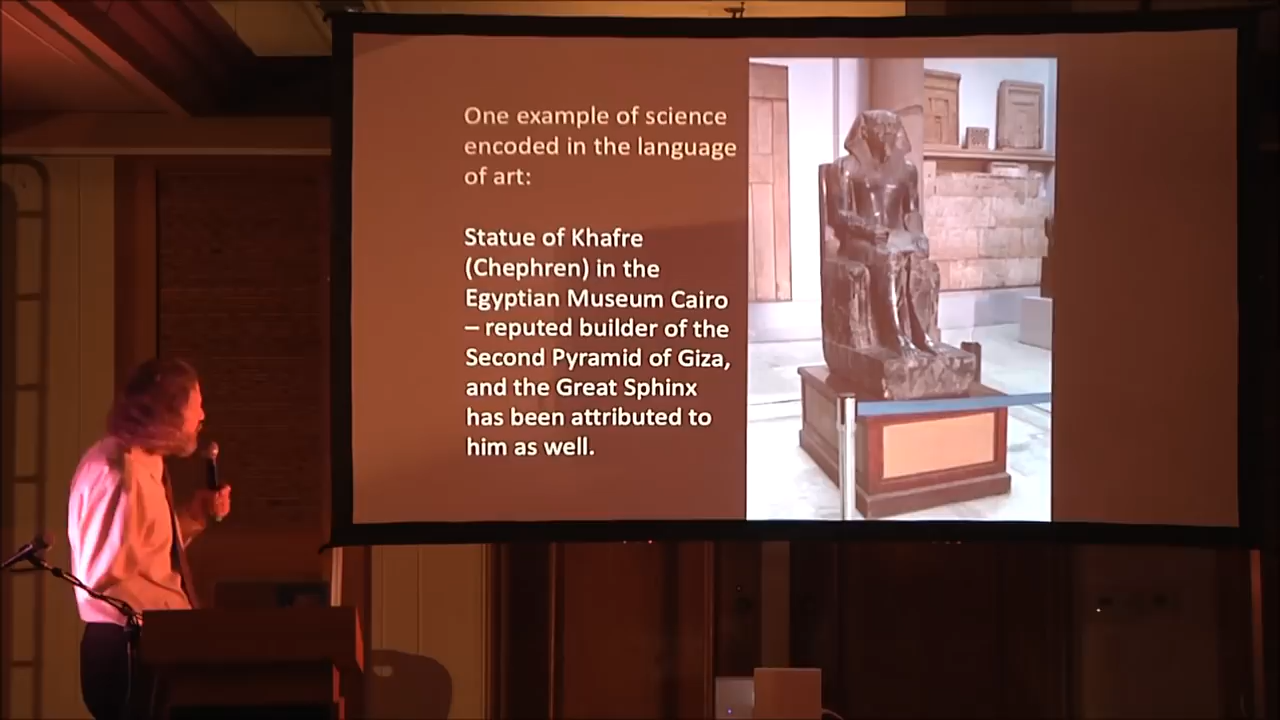 One example of science
encoded in the language
of art:
Statue of Khafre
(Chephren) in the
Egyptian Museum Cairo
– reputed builder of the
Second Pyramid of Giza,
and the Great Sphinx
has been attributed to
him as well.